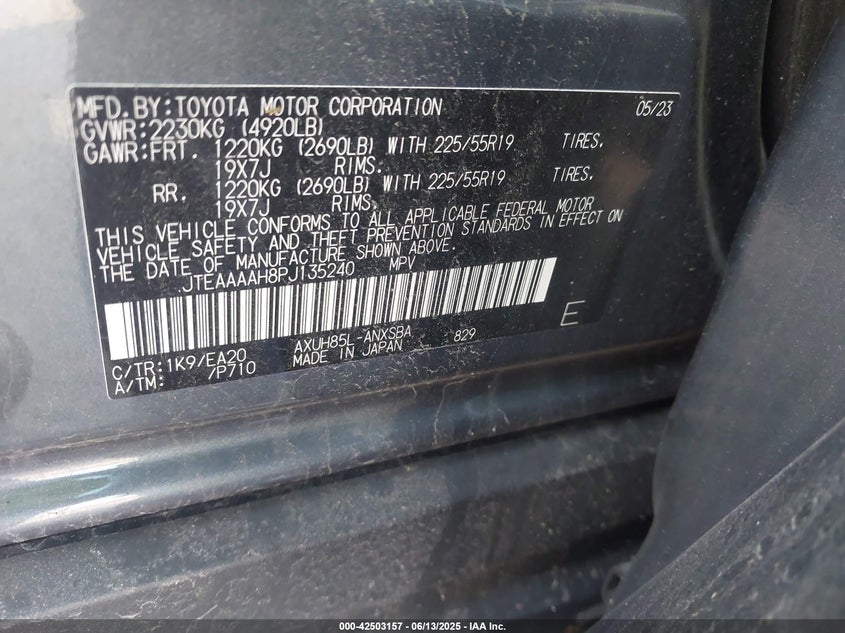 MFD.BY:TOYOTA MOTOR CORPORATION 05/23
GVWR:2230KG (4920LB)
GAWR:FRT. 1220KG (2690LB) WITH 225/55R19 TIRES,
19X7J RIMS.
RR. 1220KG (2690LB) WITH 225/55R19 TIRES,
19X7J RIMS.
THIS VEHICLE CONFORMS TO ALL APPLICABLE FEDERAL MOTOR
VEHICLE SAFETY AND THEFT PREVENTION STANDARDS IN EFFECT ON
THE DATE OF MANUFACTURE SHOWN ABOVE.
JTEAAAAH8PJ135240 MPV
E
C/TR:1K9/EA20 AXUH85L-ANXSBA 829
A/TM: /P710 MADE IN JAPAN
000-42503157 - 06/13/2025 - IAA Inc.